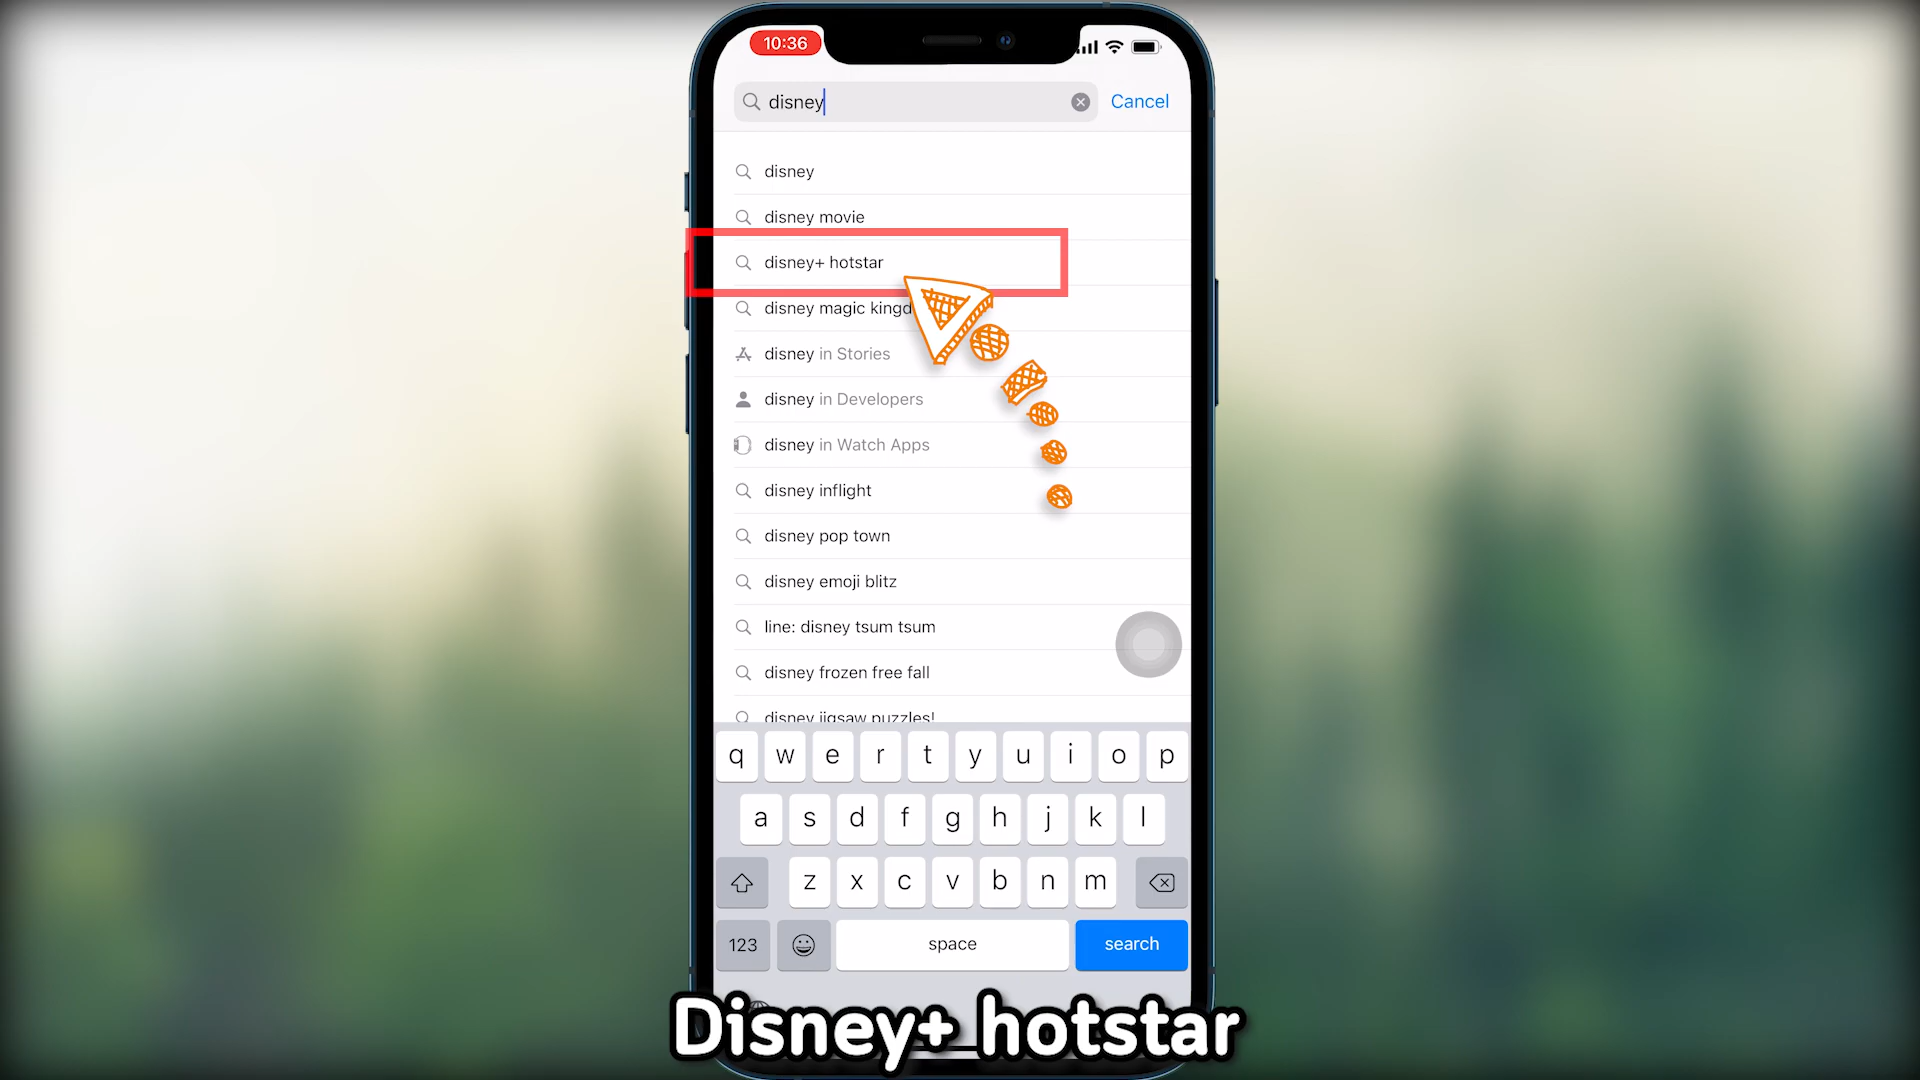 10:36
disney
Cancel
disney
disney movie
disney+ hotstar
disney magic kingd
disney in Stories
disney in Developers
disney in Watch Apps
disney inflight
disney pop town
disney emoji blitz
line: disney tsum tsum
disney frozen free fall
disney jigsaw puzzles!
q w e r t y u i o p
a s d f g h j k l
z x c v b n m
123 space search
Disney+ hotstar